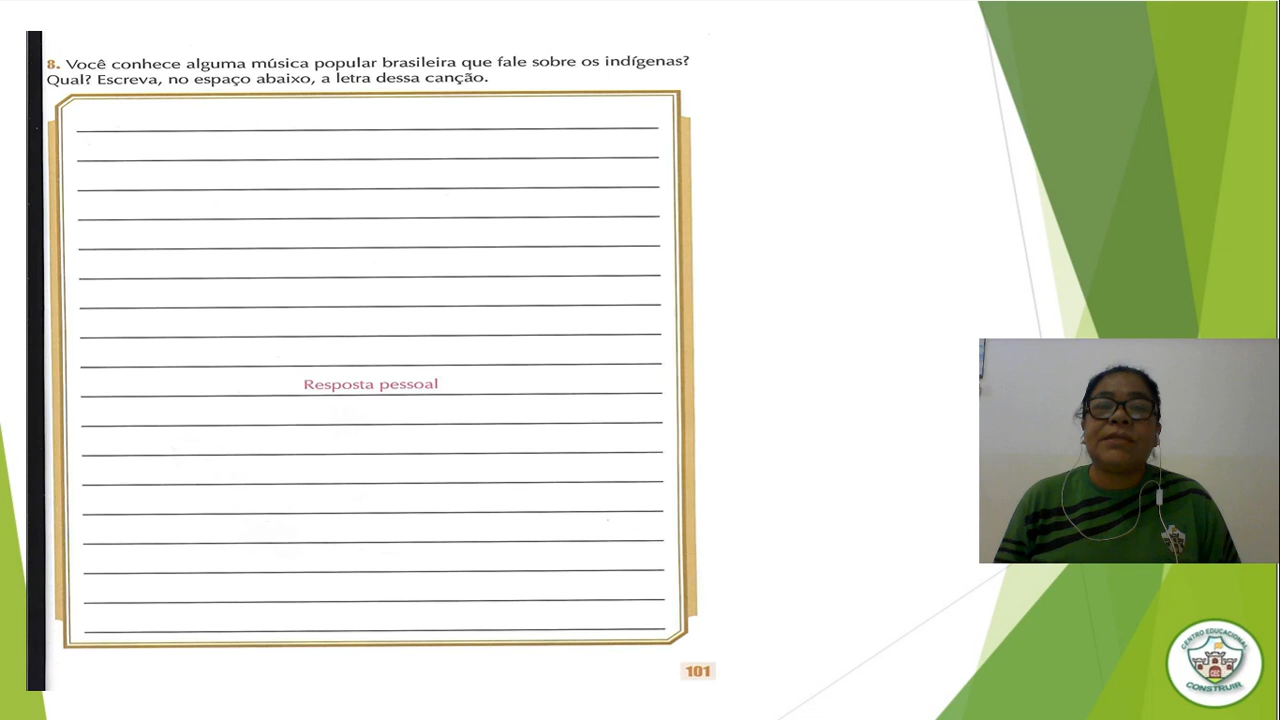 8. Você conhece alguma música popular brasileira que fale sobre os indígenas?
Qual? Escreva, no espaço abaixo, a letra dessa canção.
Resposta pessoal
101
CENTRO EDUCACIONAL
CEC
CONSTRUIR